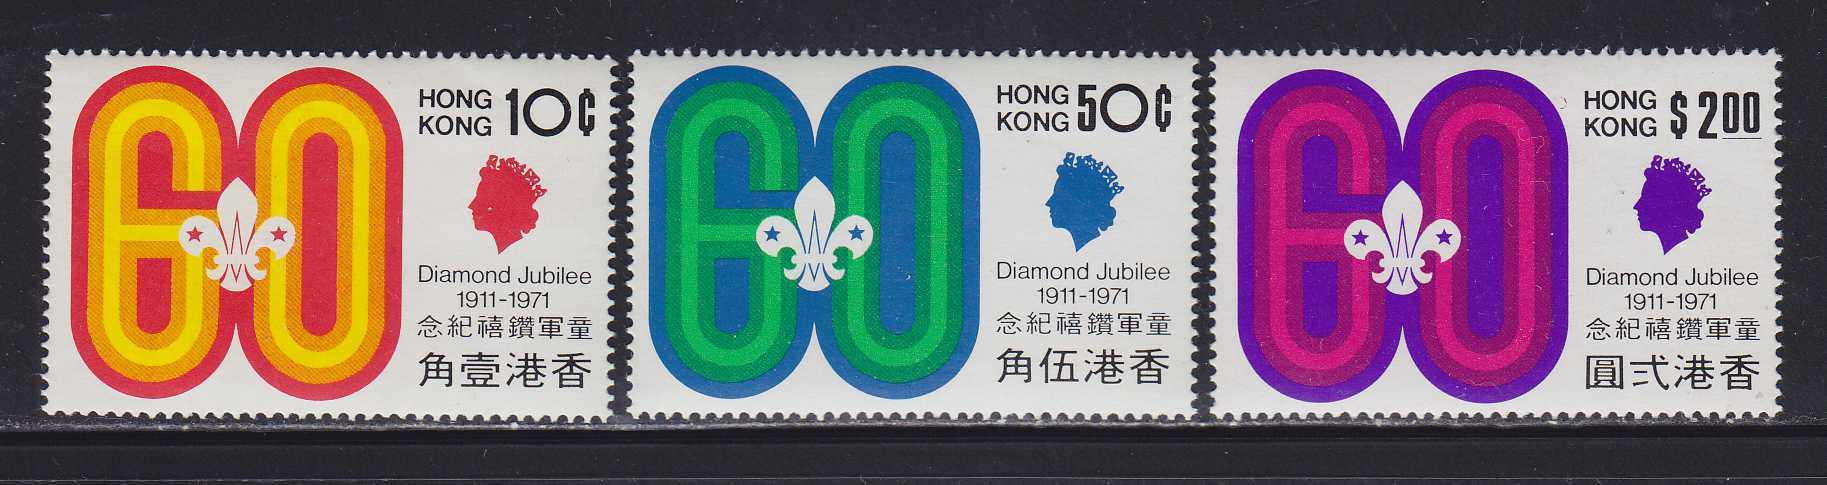 60
HONG 10¢
KONG
Diamond Jubilee
1911-1971
童軍鑽禧紀念
香港壹角
60
HONG 50¢
KONG
Diamond Jubilee
1911-1971
童軍鑽禧紀念
香港伍角
60
HONG $2.00
KONG
Diamond Jubilee
1911-1971
童軍鑽禧紀念
香港弍圓